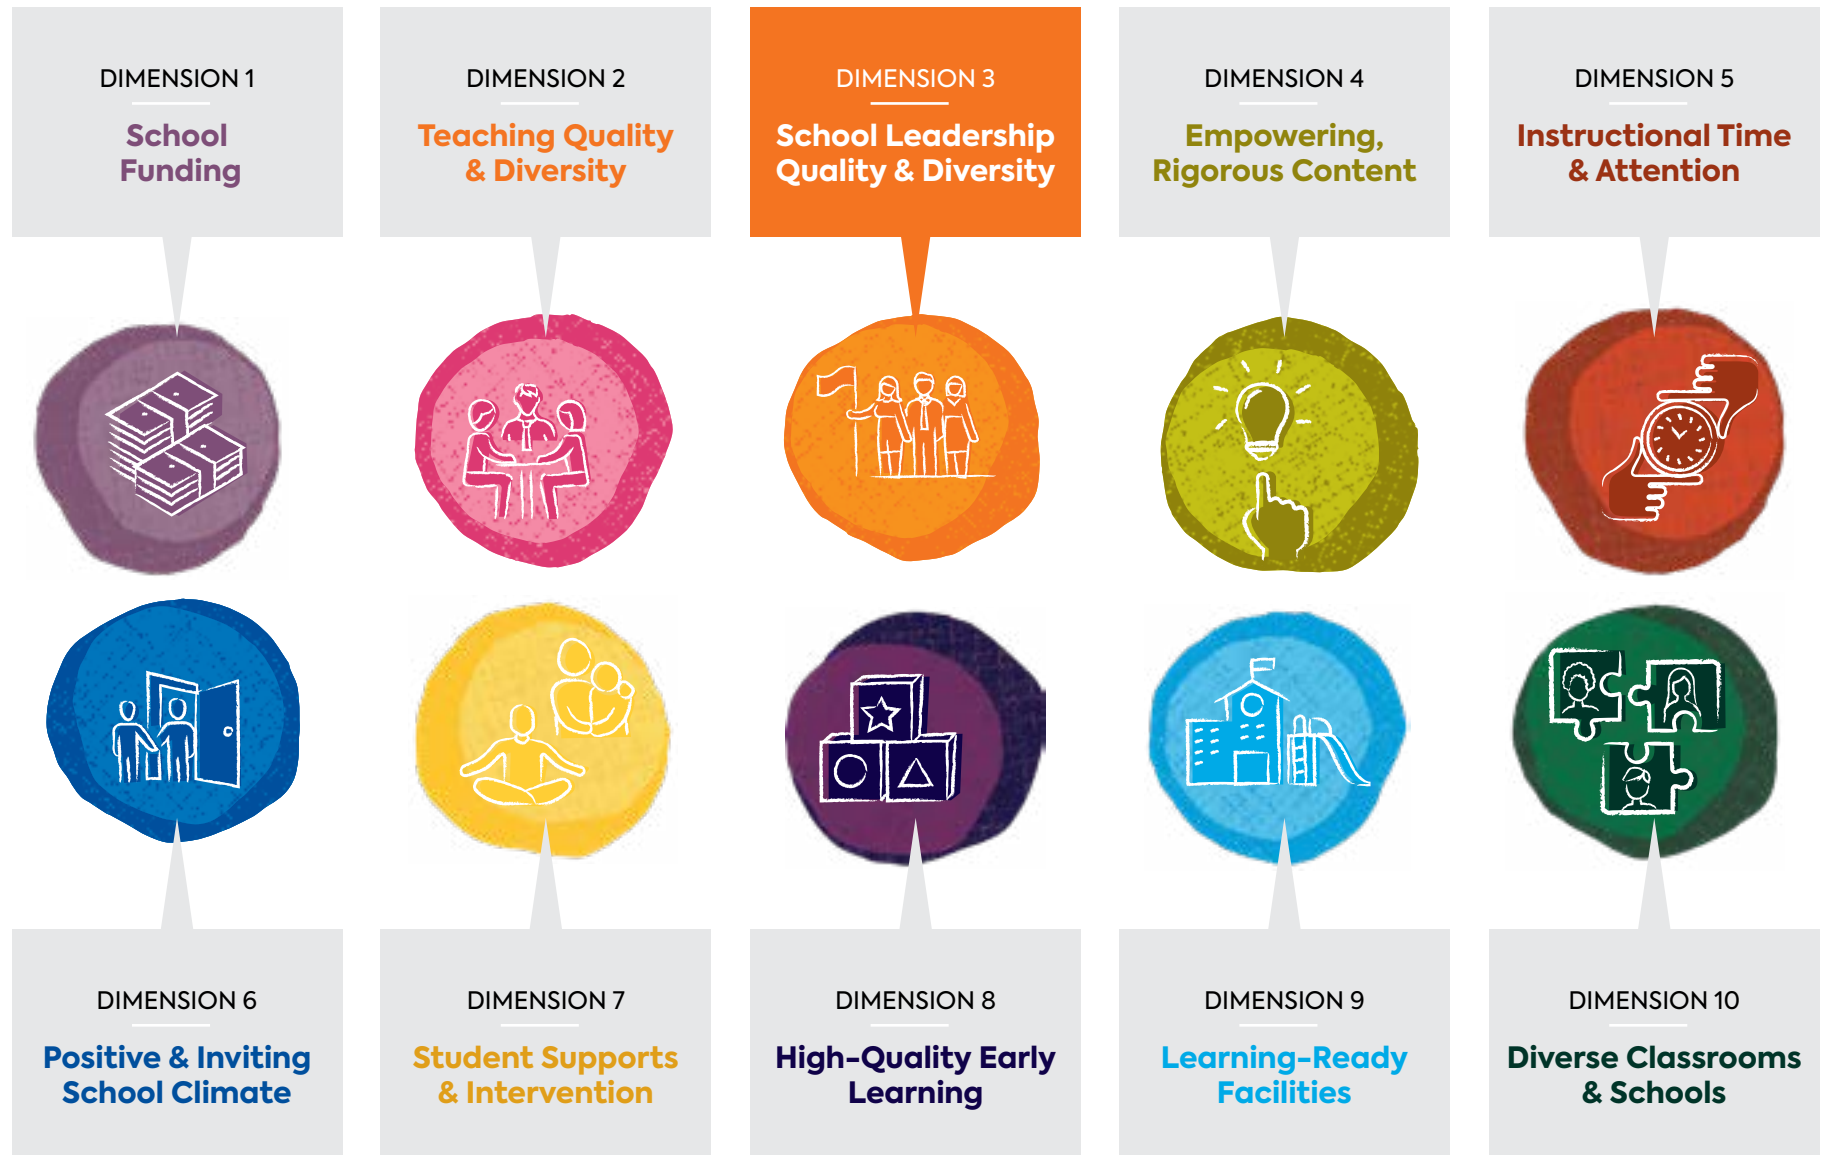 DIMENSION 1
School
Funding
DIMENSION 2
Teaching Quality
& Diversity
DIMENSION 3
School Leadership
Quality & Diversity
DIMENSION 4
Empowering,
Rigorous Content
DIMENSION 5
Instructional Time
& Attention
DIMENSION 6
Positive & Inviting
School Climate
DIMENSION 7
Student Supports
& Intervention
DIMENSION 8
High-Quality Early
Learning
DIMENSION 9
Learning-Ready
Facilities
DIMENSION 10
Diverse Classrooms
& Schools